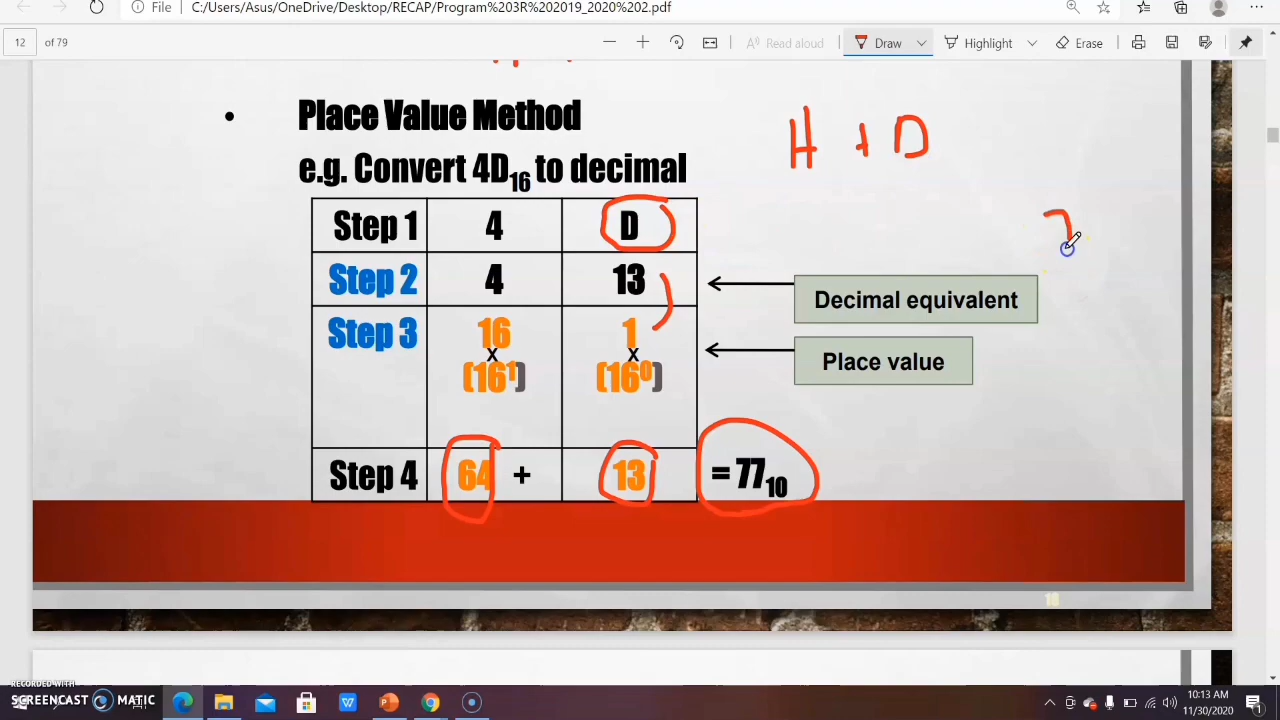 File | C:/Users/Asus/OneDrive/Desktop/RECAP/Program%203R%202019_2020%202.pdf
12 of 79
Read aloud
Draw
Highlight
Erase
• Place Value Method
e.g. Convert 4D16 to decimal
H + D
Step 1 4 D
Step 2 4 13
Decimal equivalent
Step 3 16 1
x x
(16¹) (16⁰)
Place value
Step 4 64 + 13 = 77₁₀
RECORDED WITH
SCREENCAST MATIC
10:13 AM
11/30/2020